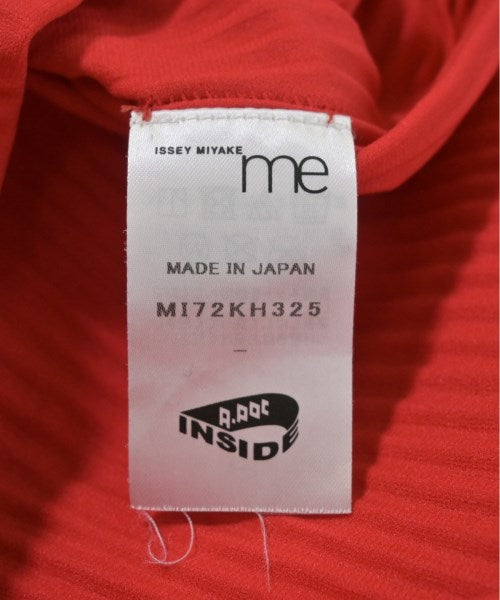 ISSEY MIYAKE
me
MADE IN JAPAN
MI72KH325
–
A.POC
INSIDE